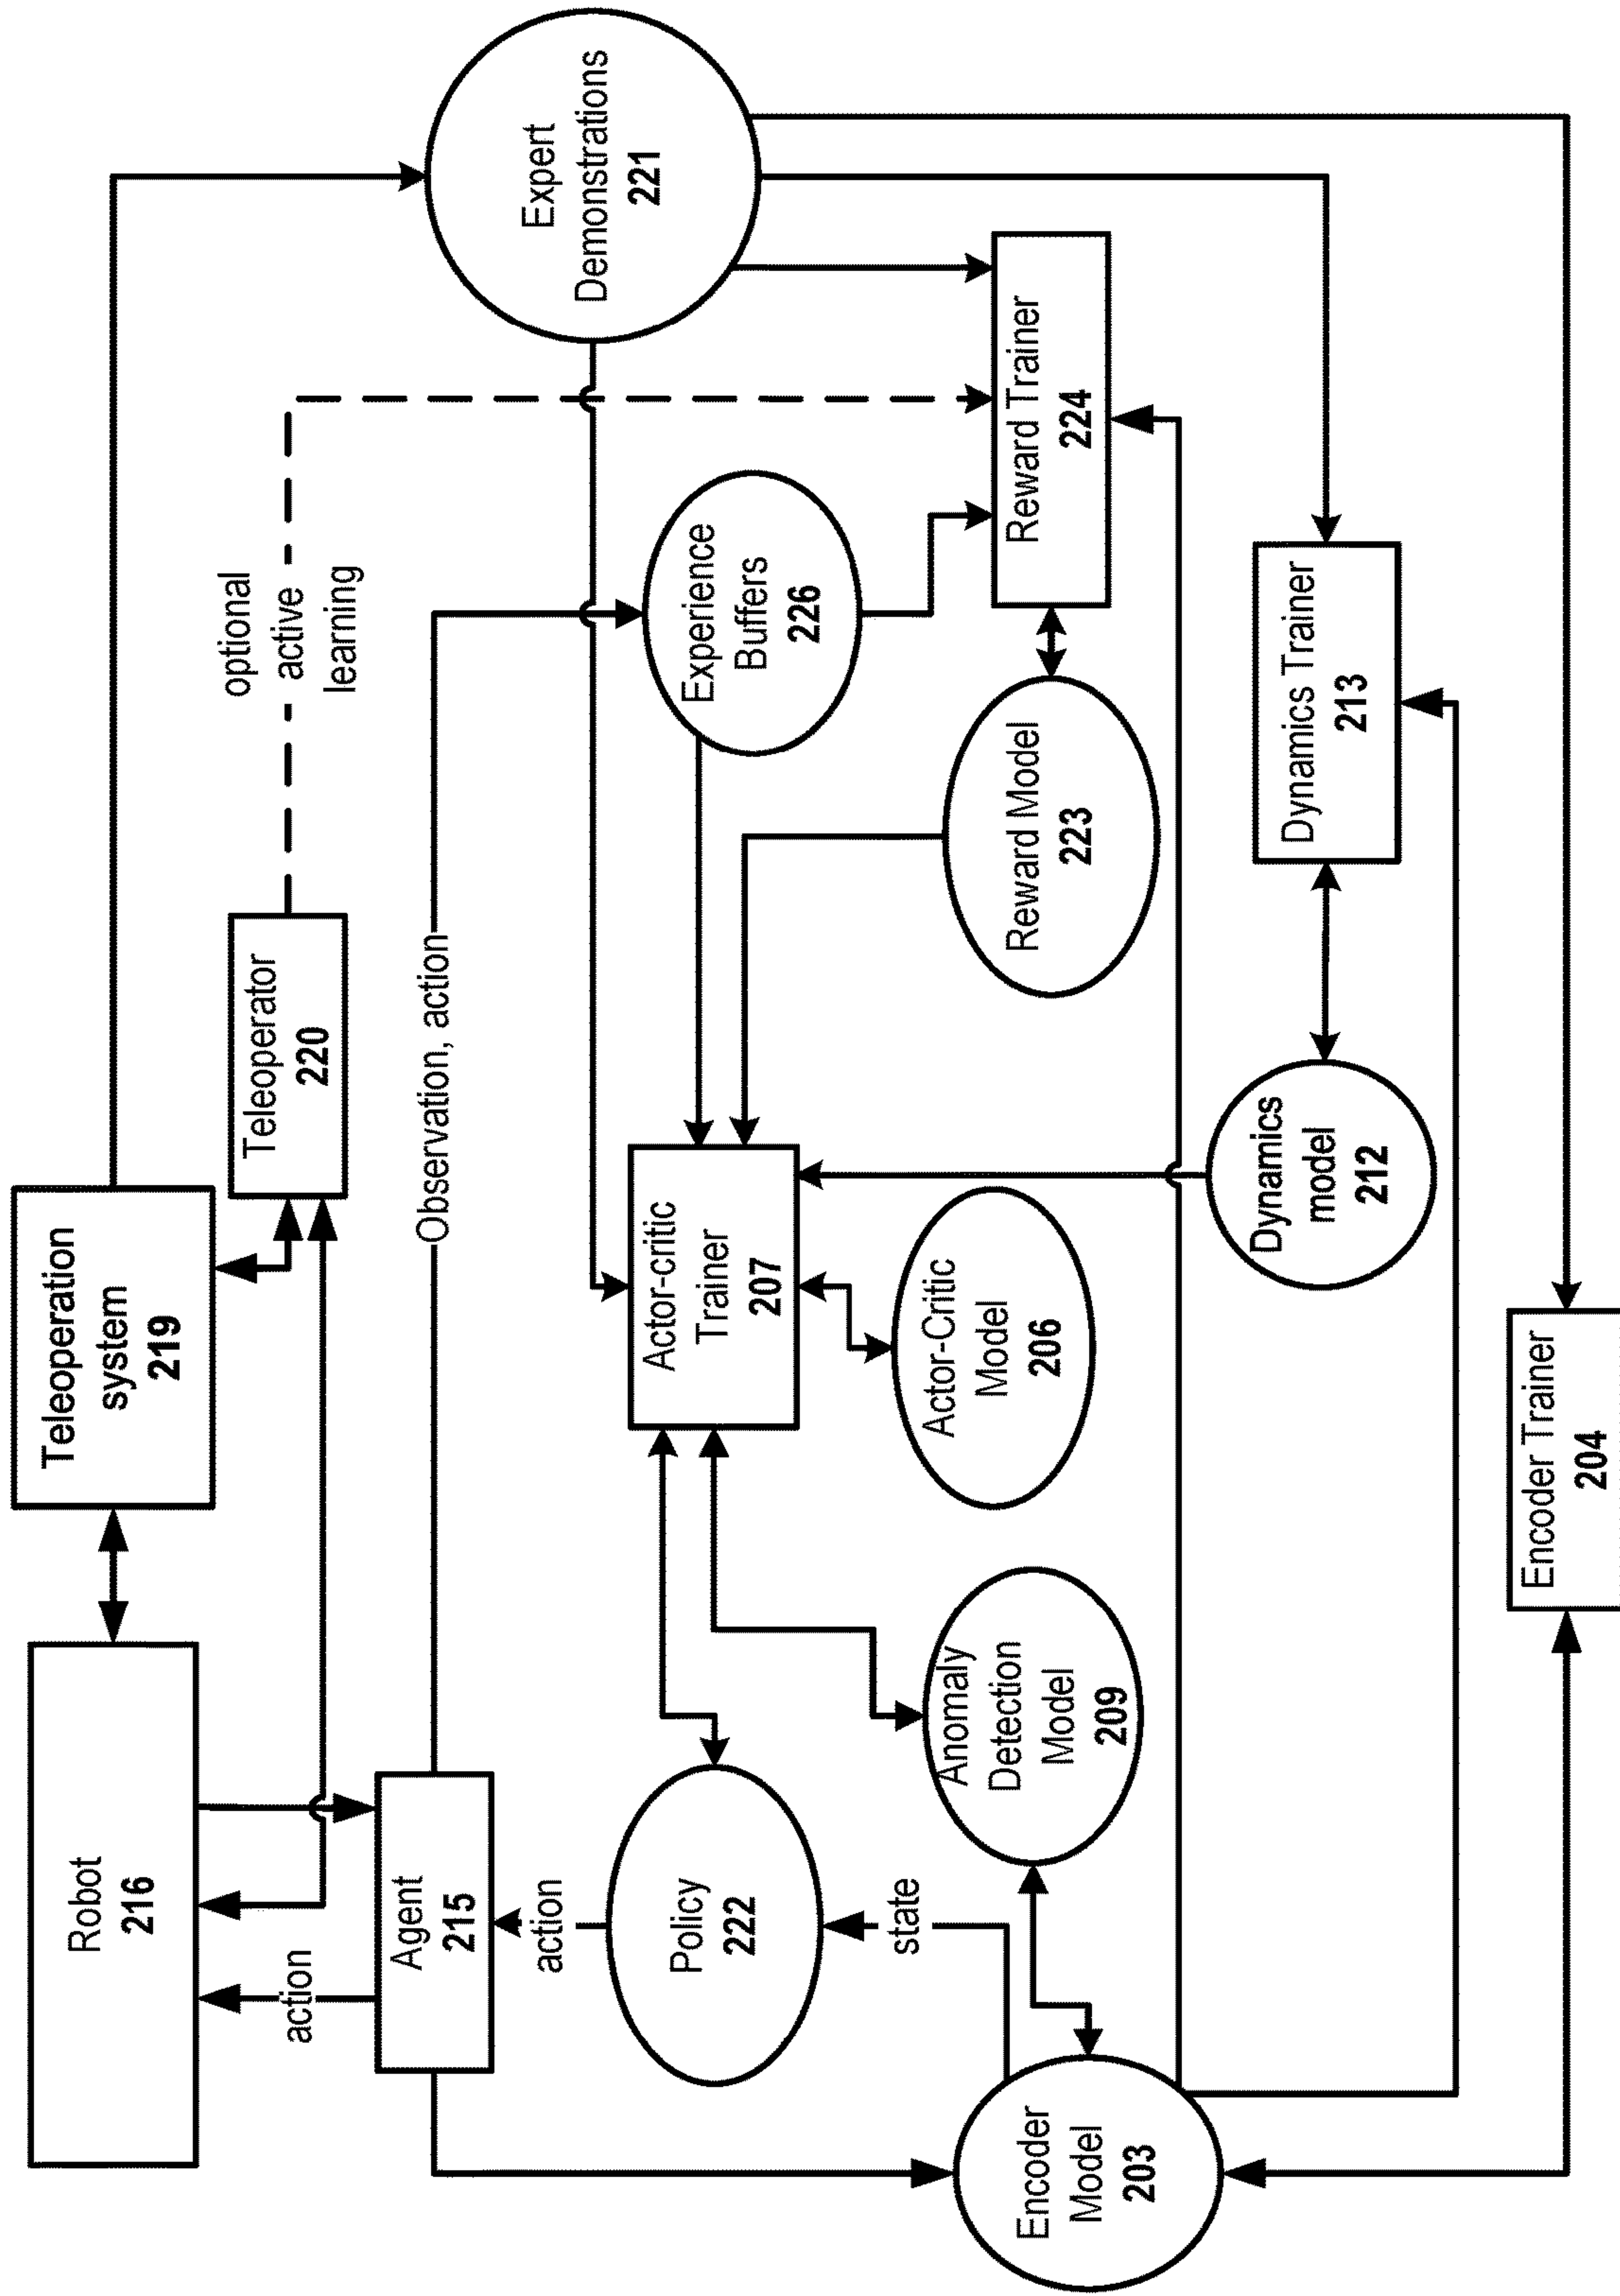 Robot
216
Teleoperation
system
219
Teleoperator
220
optional
active
learning
Expert
Demonstrations
221
action
Agent
215
Observation, action
action
Policy
222
state
Actor-critic
Trainer
207
Experience
Buffers
226
Encoder
Model
203
Anomaly
Detection
Model
209
Actor-Critic
Model
206
Reward Model
223
Reward Trainer
224
Dynamics
model
212
Dynamics Trainer
213
Encoder Trainer
204